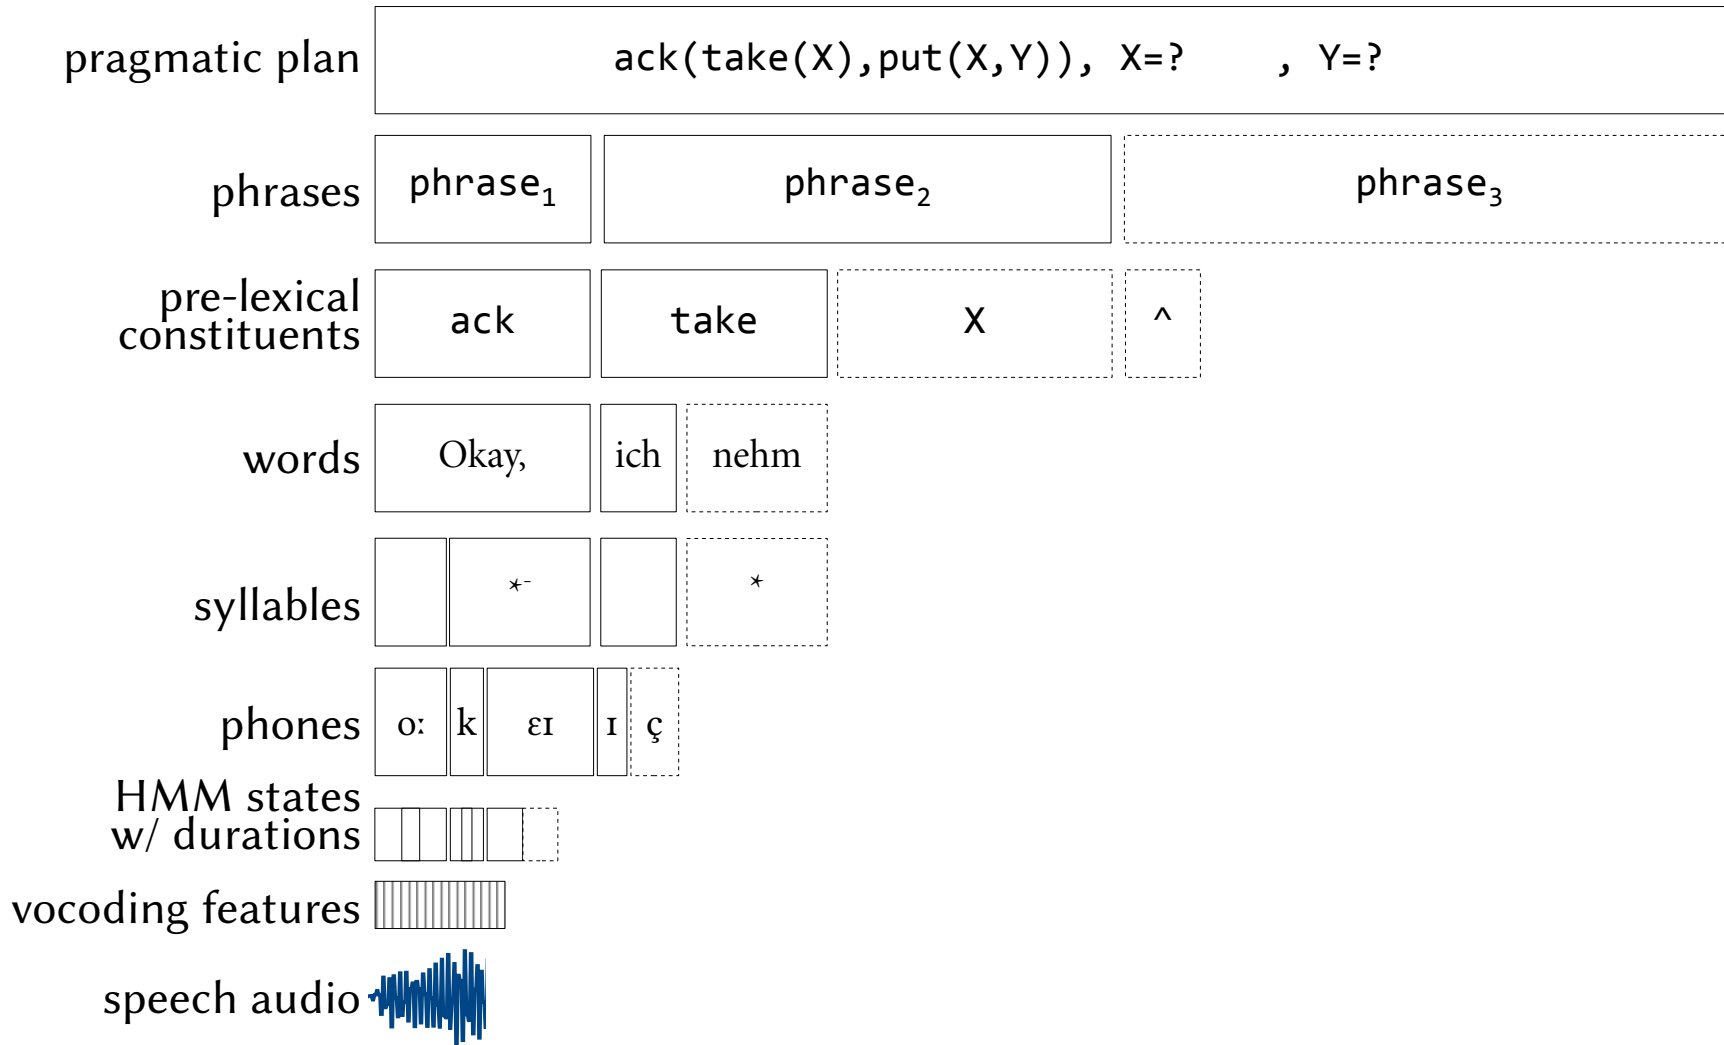 pragmatic plan
ack(take(X),put(X,Y)), X=? , Y=?
phrases
phrase₁ phrase₂ phrase₃
pre-lexical
constituents
ack take X ^
words
Okay, ich nehm
syllables
*- *
phones
oː k ɛɪ ɪ ç
HMM states
w/ durations
vocoding features
speech audio